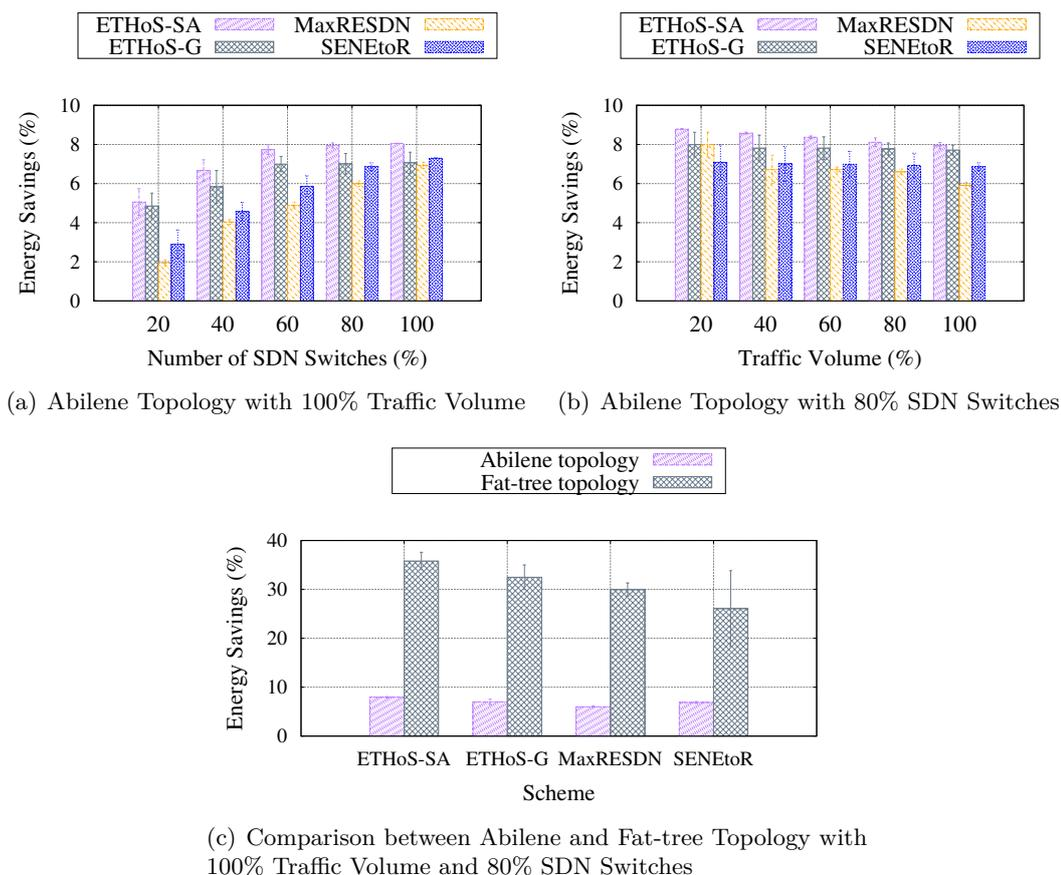 ETHoS-SA MaxRESDN
ETHoS-G SENEtoR
10
8
6
4
2
0
Energy Savings (%)
20 40 60 80 100
Number of SDN Switches (%)
(a) Abilene Topology with 100% Traffic Volume
ETHoS-SA MaxRESDN
ETHoS-G SENEtoR
10
8
6
4
2
0
Energy Savings (%)
20 40 60 80 100
Traffic Volume (%)
(b) Abilene Topology with 80% SDN Switches
Abilene topology
Fat-tree topology
40
30
20
10
0
Energy Savings (%)
ETHoS-SA ETHoS-G MaxRESDN SENEtoR
Scheme
(c) Comparison between Abilene and Fat-tree Topology with
100% Traffic Volume and 80% SDN Switches